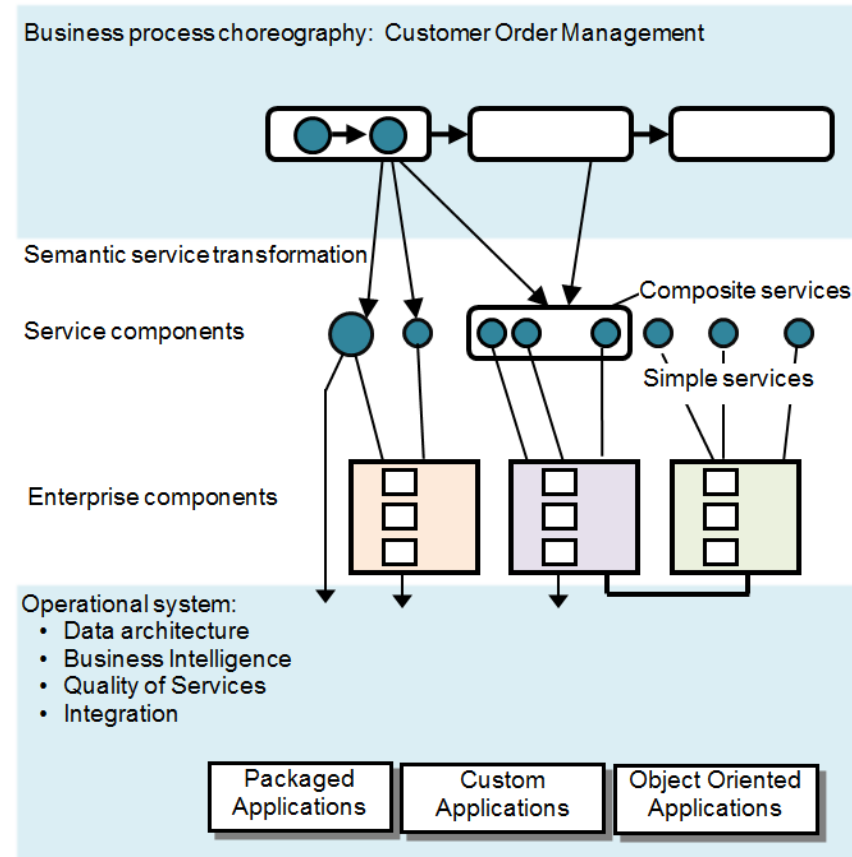 Business process choreography: Customer Order Management
Semantic service transformation
Composite services
Service components
Simple services
Enterprise components
Operational system:
• Data architecture
• Business Intelligence
• Quality of Services
• Integration
Packaged
Applications
Custom
Applications
Object Oriented
Applications